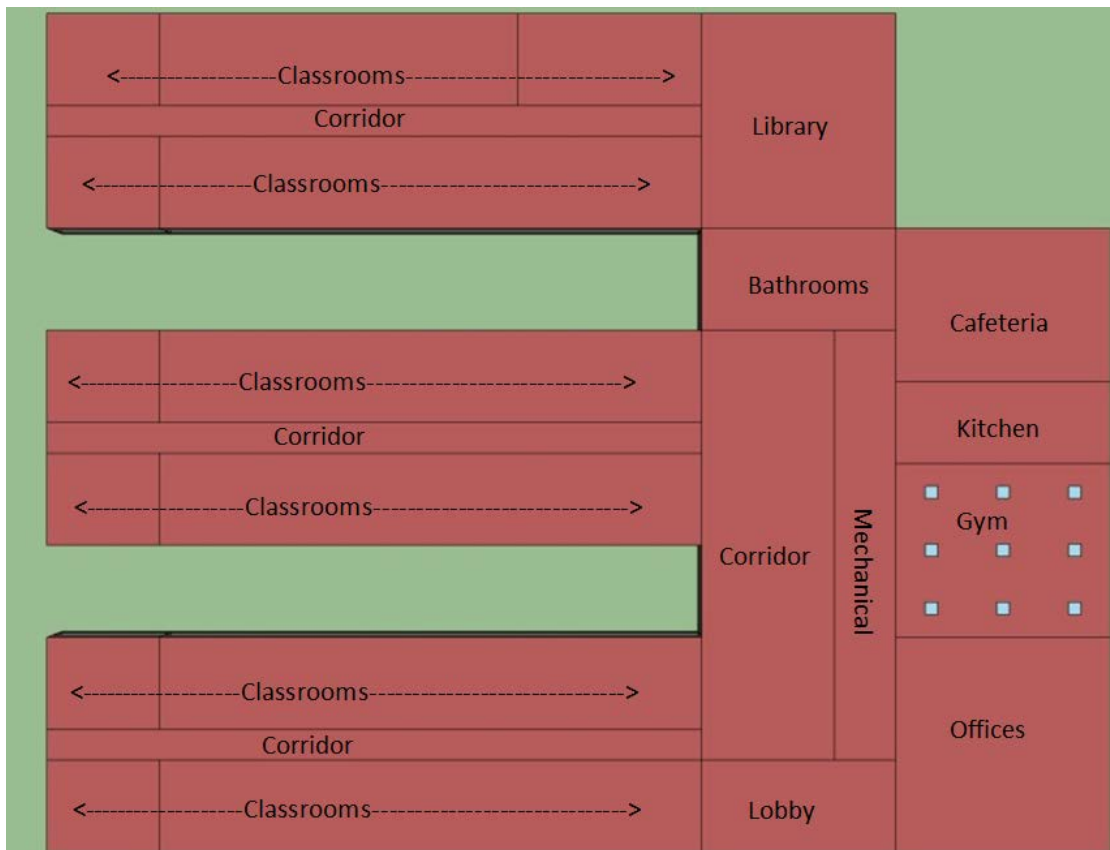 <-------------------Classrooms--------------------------------->
Corridor
Library
<-------------------Classrooms--------------------------------->
Bathrooms
Cafeteria
<-------------------Classrooms------------------------------->
Corridor
Kitchen
<-------------------Classrooms-------------------------------->
Gym
Corridor
Mechanical
<-------------------Classrooms------------------------------->
Corridor
Offices
<-------------------Classrooms-------------------------------->
Lobby